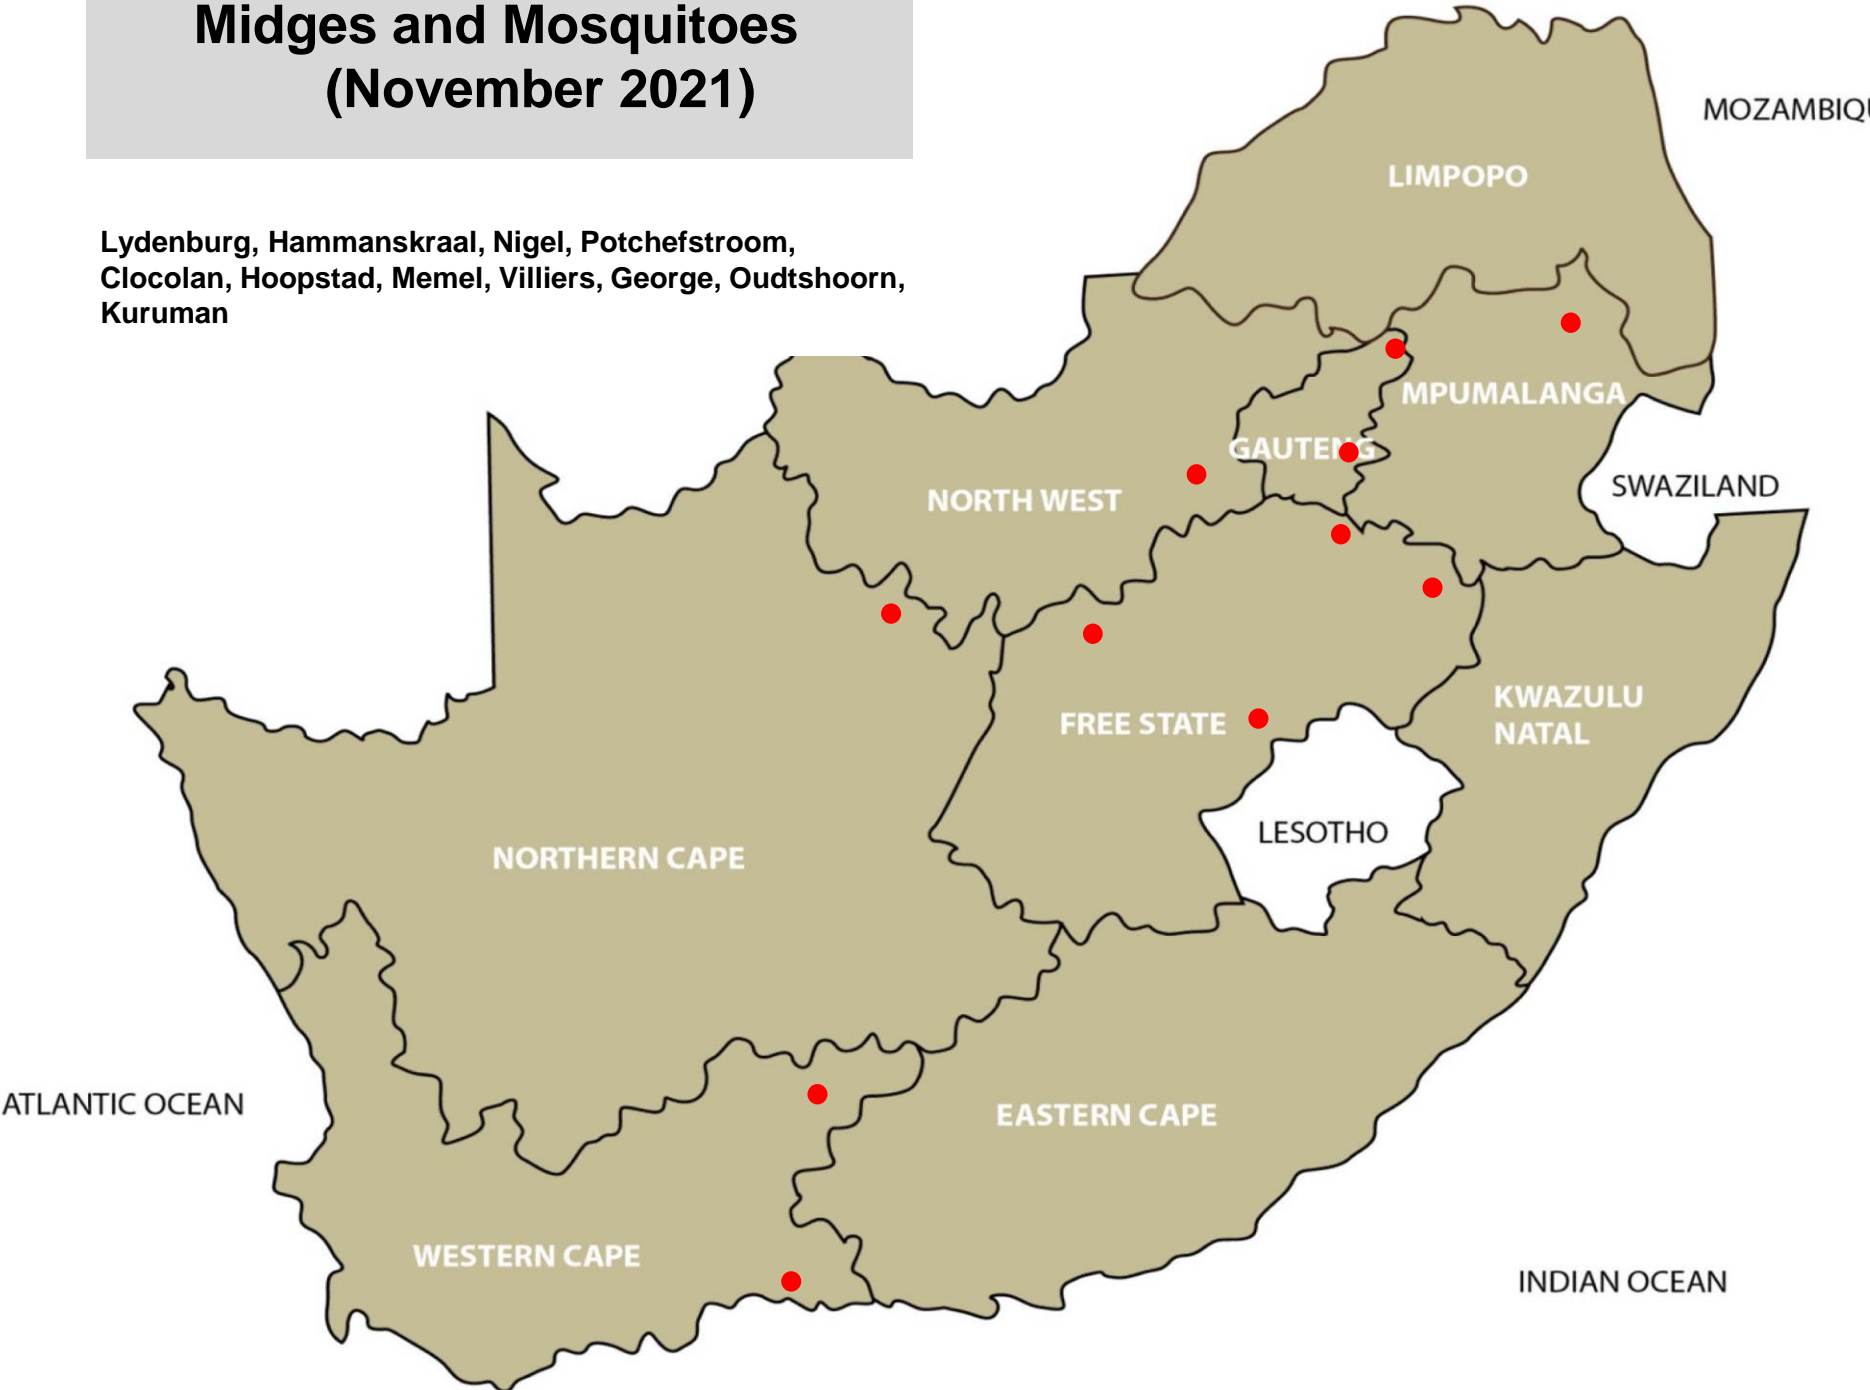 Midges and Mosquitoes
(November 2021)
Lydenburg, Hammanskraal, Nigel, Potchefstroom,
Clocolan, Hoopstad, Memel, Villiers, George, Oudtshoorn,
Kuruman
MOZAMBIQU
LIMPOPO
MPUMALANGA
GAUTENG
SWAZILAND
NORTH WEST
KWAZULU
NATAL
FREE STATE
LESOTHO
NORTHERN CAPE
ATLANTIC OCEAN
EASTERN CAPE
WESTERN CAPE
INDIAN OCEAN